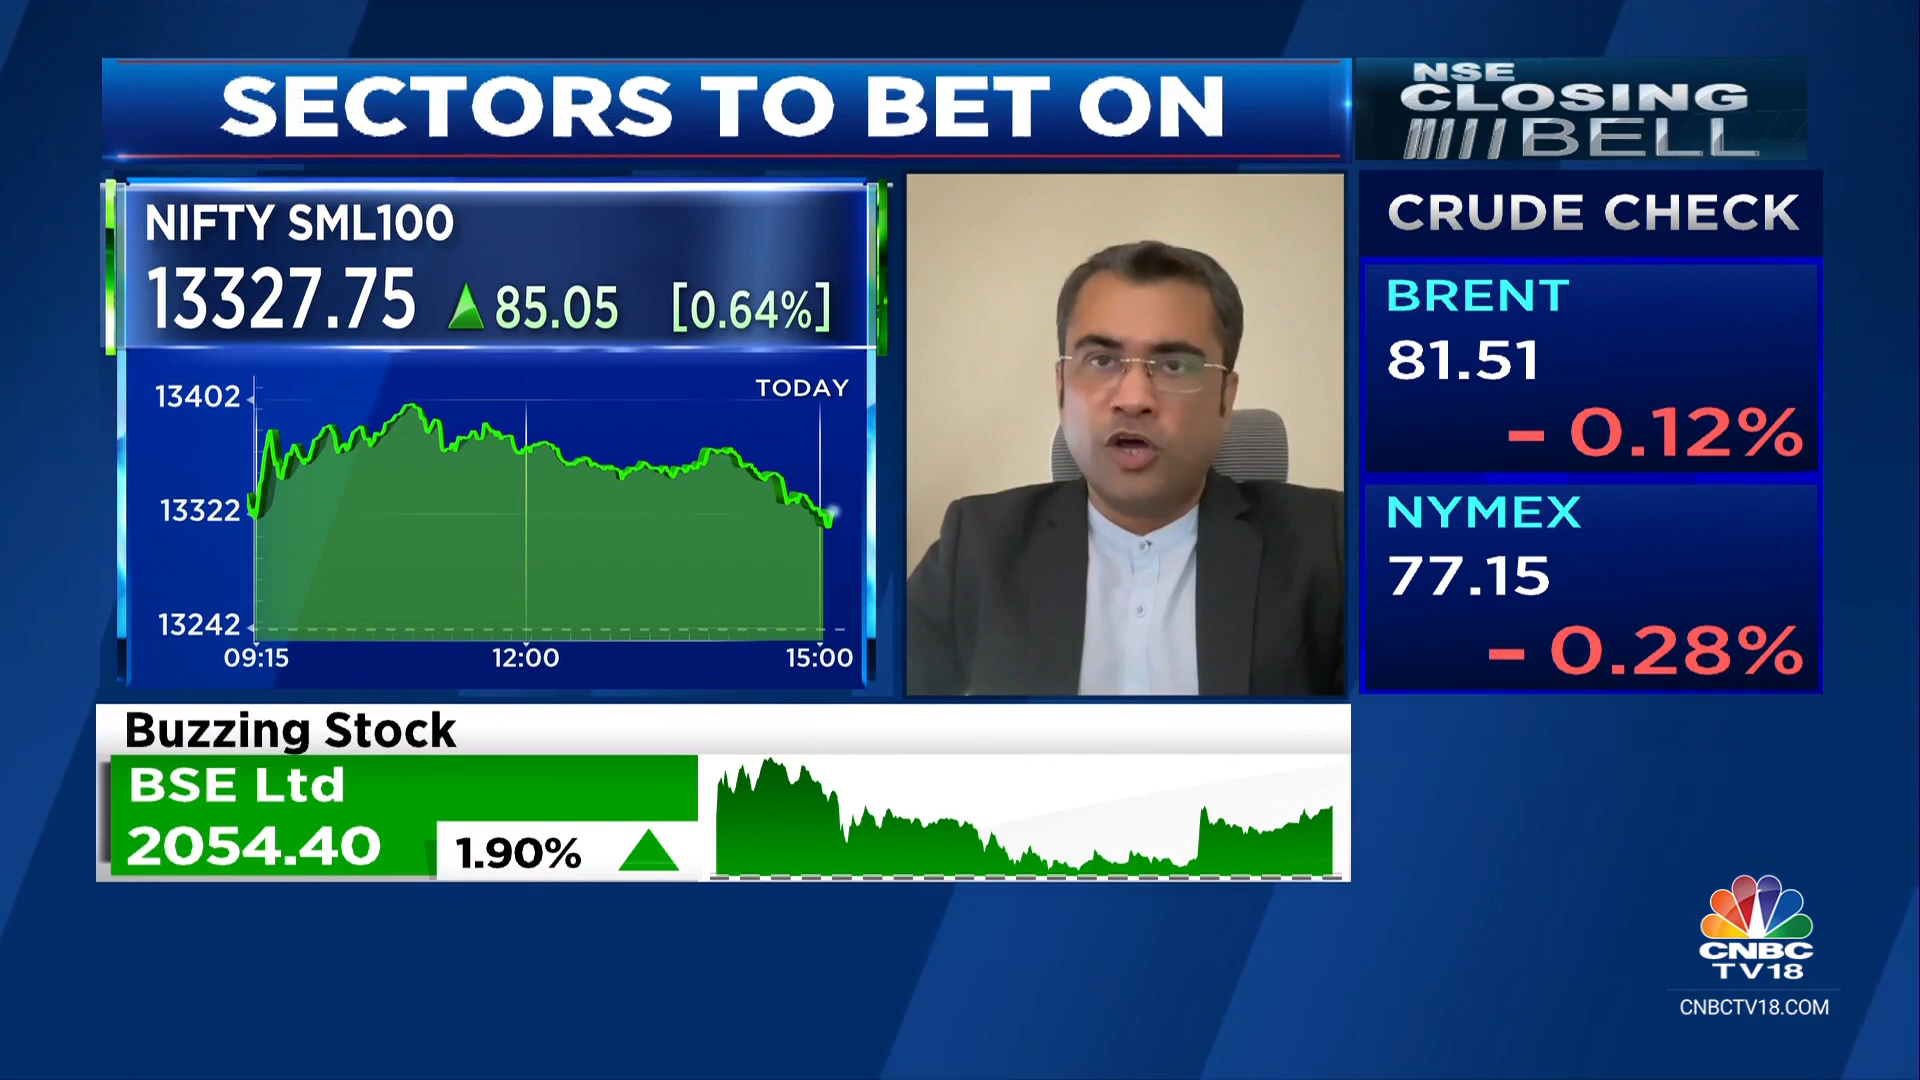 SECTORS TO BET ON
NSE
CLOSING
BELL
NIFTY SML100
13327.75 ▲ 85.05 [0.64%]
TODAY
13402
13322
13242
09:15 12:00 15:00
CRUDE CHECK
BRENT
81.51
- 0.12%
NYMEX
77.15
- 0.28%
Buzzing Stock
BSE Ltd
2054.40 1.90% ▲
CNBC
TV18
CNBCTV18.COM